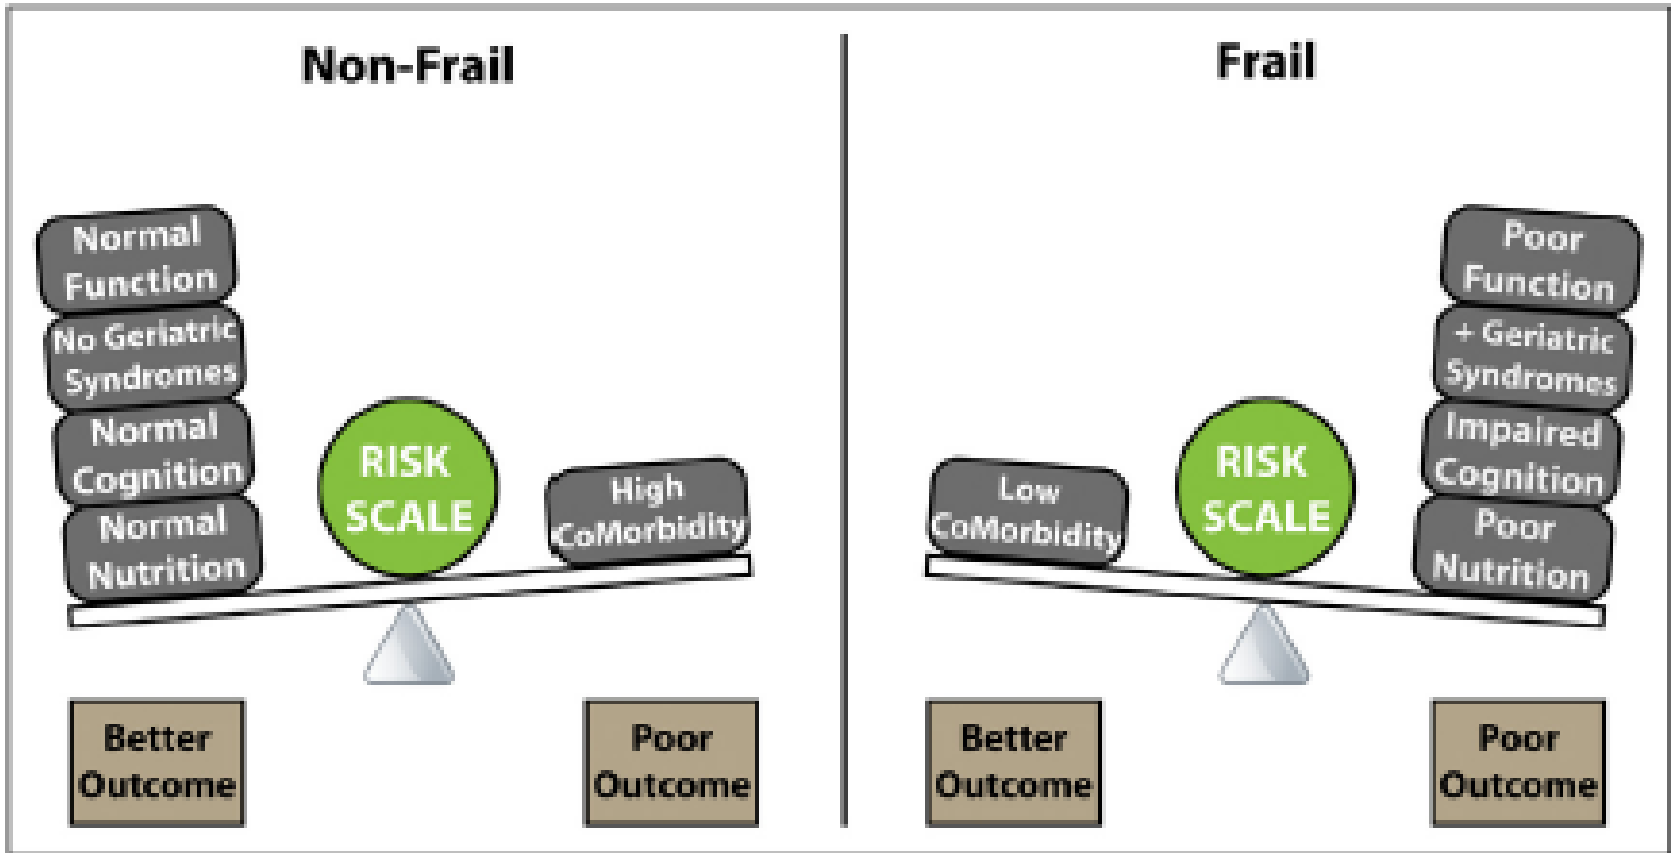 Non-Frail
Normal
Function
No Geriatric
Syndromes
Normal
Cognition
Normal
Nutrition
RISK
SCALE
High
CoMorbidity
Better
Outcome
Poor
Outcome
Frail
Low
CoMorbidity
RISK
SCALE
Poor
Function
+ Geriatric
Syndromes
Impaired
Cognition
Poor
Nutrition
Better
Outcome
Poor
Outcome